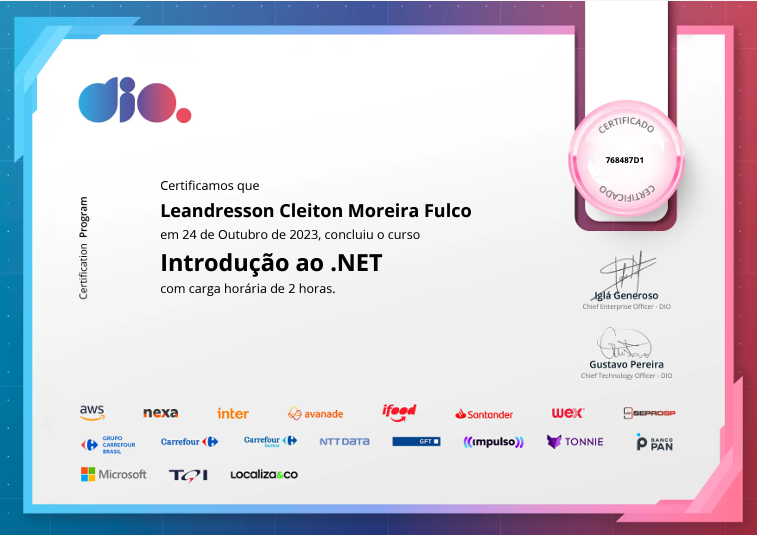 dio.
CERTIFICADO
768487D1
CERTIFICADO
Certification Program
Certificamos que
Leandresson Cleiton Moreira Fulco
em 24 de Outubro de 2023, concluiu o curso
Introdução ao .NET
com carga horária de 2 horas.
Iglá Generoso
Chief Enterprise Officer - DIO
Gustavo Pereira
Chief Technology Officer - DIO
aws nexa inter avanade ifood Santander wex SEPROSP
GRUPO
CARREFOUR
BRASIL
Carrefour
Carrefour
banco
NTT DATA
GFT
impulso
TONNIE
BANCO
PAN
Microsoft
LOCALIZA&CO